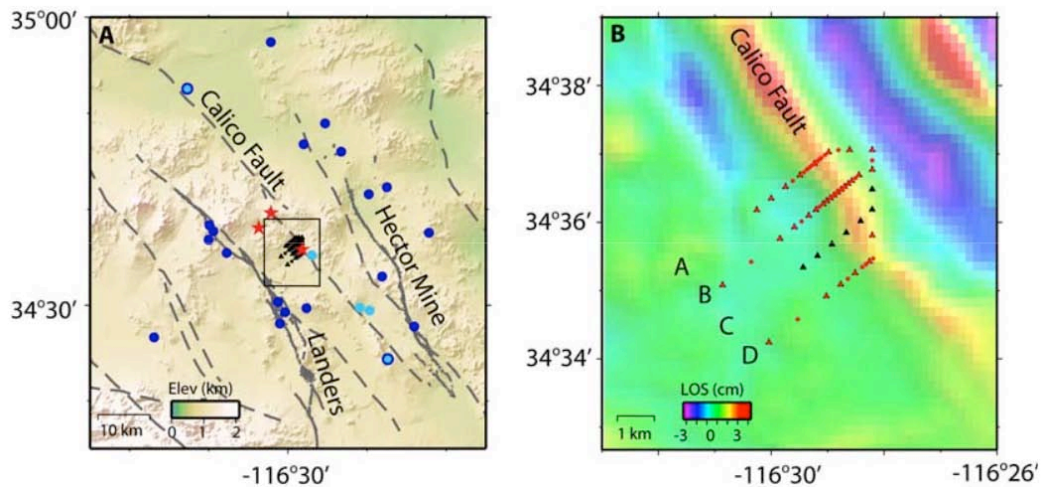 35°00′
A
Calico Fault
Hector Mine
34°30′
Landers
Elev (km)
10 km
0 1 2
-116°30′
B
34°38′
Calico Fault
34°36′
A
B
C
D
34°34′
LOS (cm)
1 km
-3 0 3
-116°30′
-116°26′